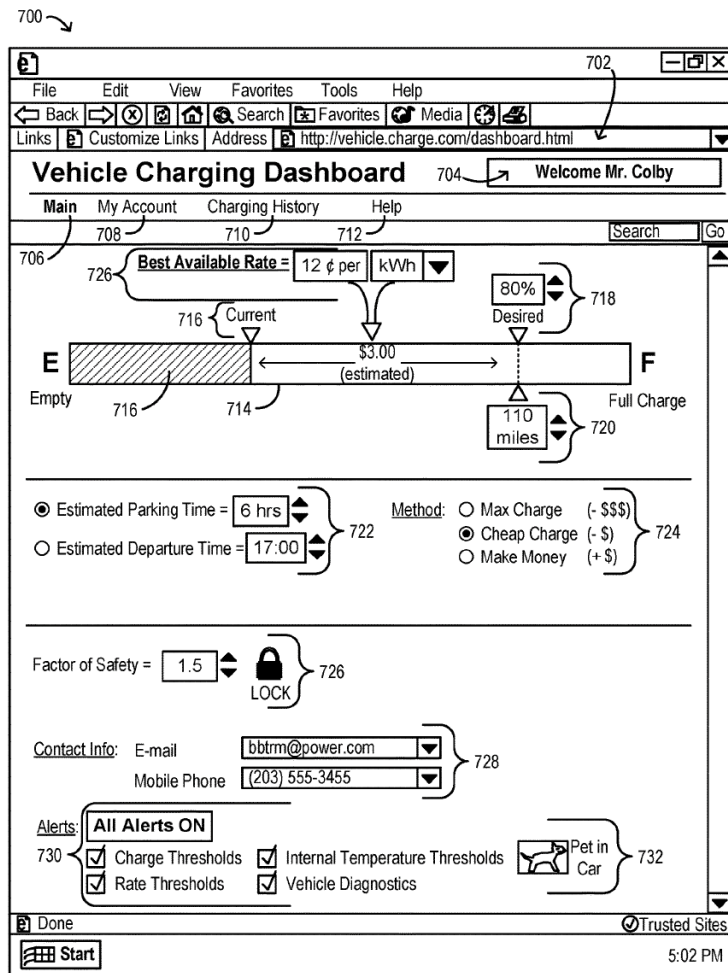 700
702
File Edit View Favorites Tools Help
Back Search Favorites Media
Links Customize Links Address http://vehicle.charge.com/dashboard.html
Vehicle Charging Dashboard 704 Welcome Mr. Colby
Main My Account Charging History Help
706 708 710 712 Search Go
726 Best Available Rate = 12 ¢ per kWh
80% 718
716 Current Desired
E $3.00 F
(estimated)
Empty 716 714 Full Charge
110 miles 720
Estimated Parking Time = 6 hrs 722 Method: Max Charge (- $$$) 724
Cheap Charge (- $)
Estimated Departure Time = 17:00 Make Money (+ $)
Factor of Safety = 1.5 726
LOCK
Contact Info: E-mail bbtrm@power.com 728
Mobile Phone (203) 555-3455
Alerts: All Alerts ON
730 Charge Thresholds Internal Temperature Thresholds Pet in Car 732
Rate Thresholds Vehicle Diagnostics
Done Trusted Sites
Start 5:02 PM